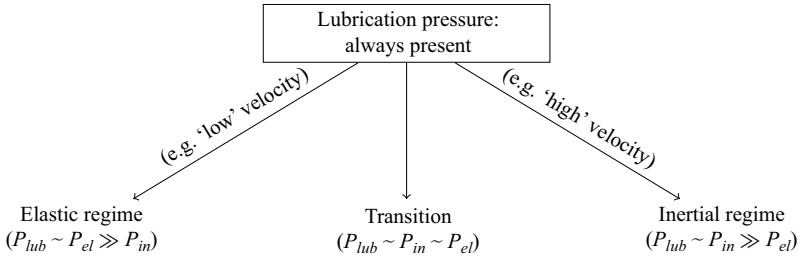 Lubrication pressure:
always present
(e.g. ‘low’ velocity)
(e.g. ‘high’ velocity)
Elastic regime
(P_lub ~ P_el ≫ P_in)
Transition
(P_lub ~ P_in ~ P_el)
Inertial regime
(P_lub ~ P_in ≫ P_el)